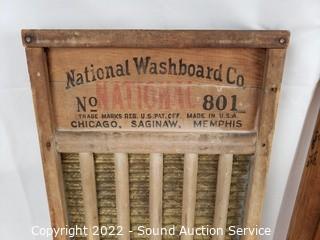 National Washboard Co.
No NATIONAL 801
TRADE MARKS REG. U.S. PAT. OFF. MADE IN U.S.A.
CHICAGO, SAGINAW, MEMPHIS
Copyright 2022 - Sound Auction Service